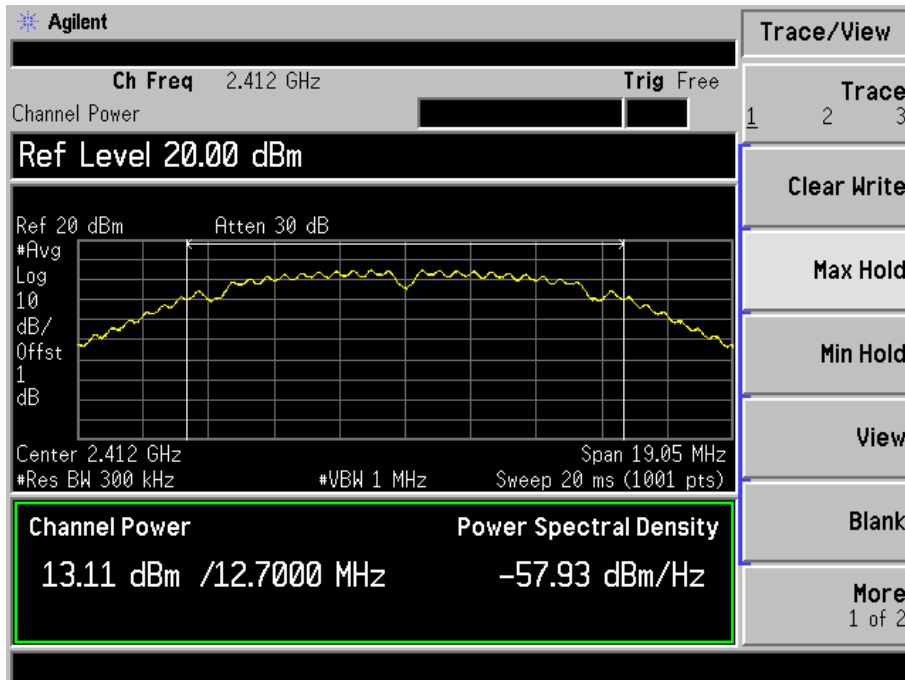 Agilent
Ch Freq 2.412 GHz Trig Free
Channel Power
Ref Level 20.00 dBm
Ref 20 dBm Atten 30 dB
#Avg
Log
10
dB/
Offst
1
dB
Center 2.412 GHz Span 19.05 MHz
#Res BW 300 kHz #VBW 1 MHz Sweep 20 ms (1001 pts)
Channel Power Power Spectral Density
13.11 dBm /12.7000 MHz -57.93 dBm/Hz
Trace/View
Trace
1 2 3
Clear Write
Max Hold
Min Hold
View
Blank
More
1 of 2